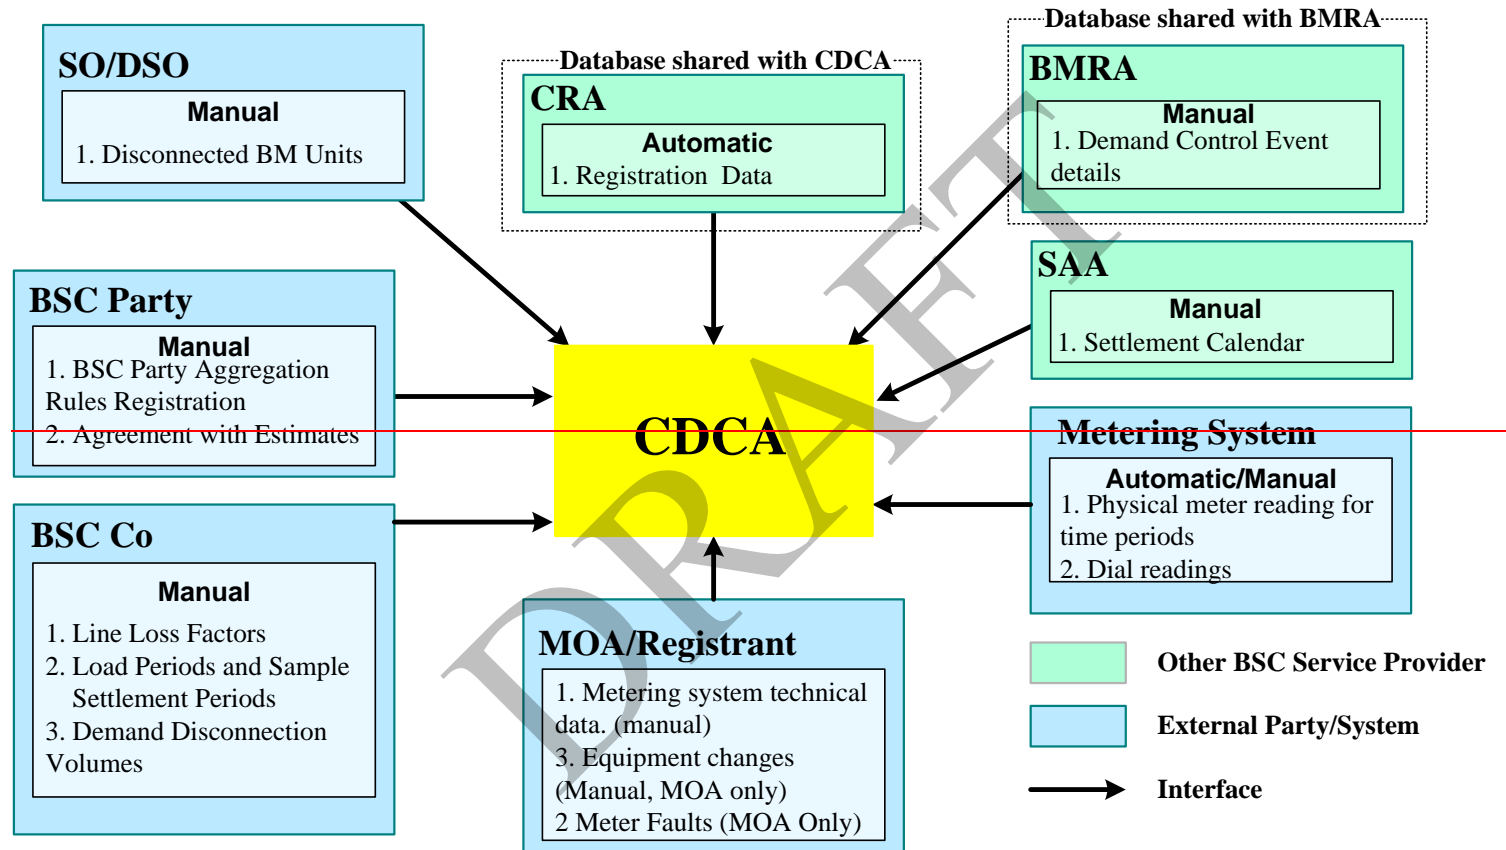 Database shared with BMRA
Database shared with CDCA
SO/DSO
Manual
1. Disconnected BM Units
CRA
Automatic
1. Registration Data
BMRA
Manual
1. Demand Control Event
details
BSC Party
Manual
1. BSC Party Aggregation
Rules Registration
2. Agreement with Estimates
SAA
Manual
1. Settlement Calendar
CDCA
Metering System
Automatic/Manual
1. Physical meter reading for
time periods
2. Dial readings
BSC Co
Manual
1. Line Loss Factors
2. Load Periods and Sample
Settlement Periods
3. Demand Disconnection
Volumes
MOA/Registrant
1. Metering system technical
data. (manual)
3. Equipment changes
(Manual, MOA only)
2 Meter Faults (MOA Only)
Other BSC Service Provider
External Party/System
Interface
DRAFT